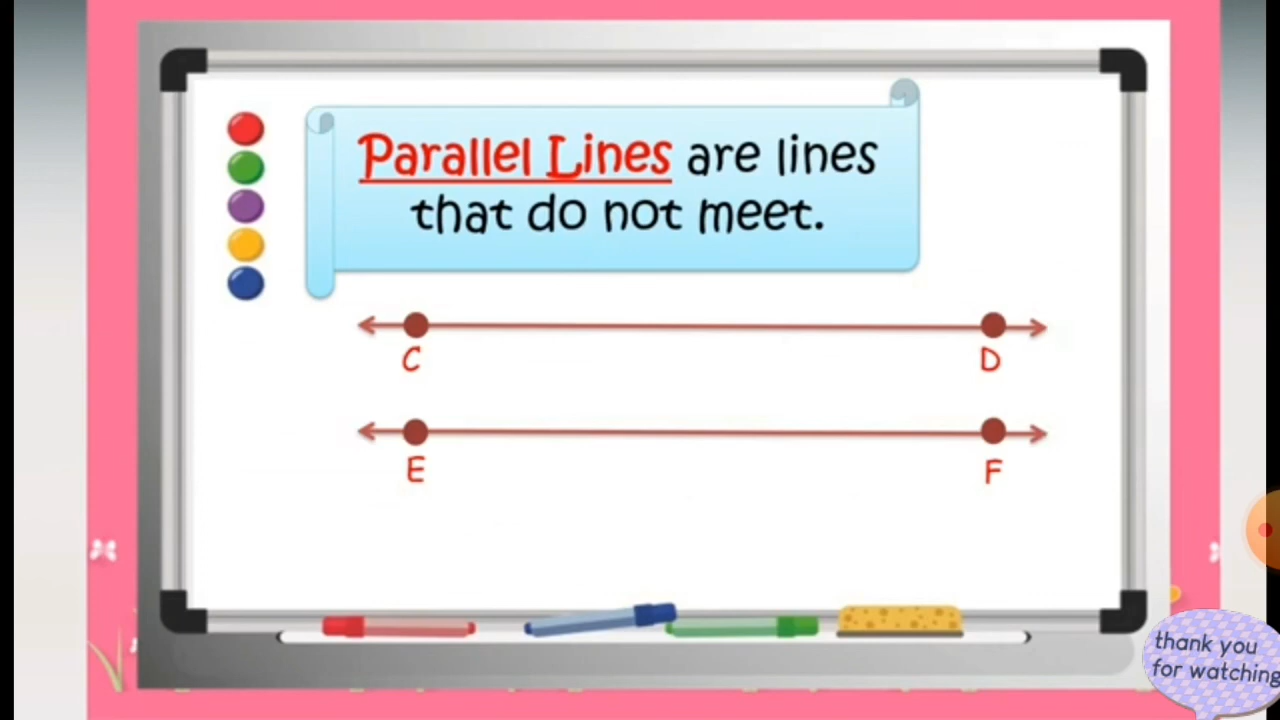 Parallel Lines are lines
that do not meet.
C
D
E
F
thank you
for watching